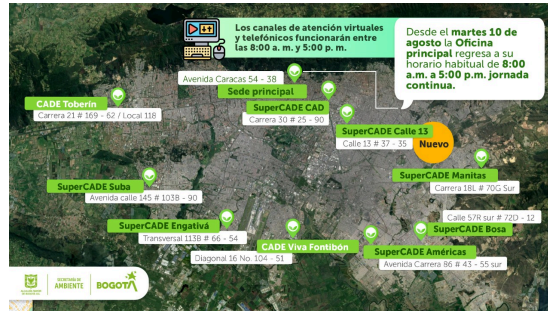 Los canales de atención virtuales
y telefónicos funcionarán entre
las 8:00 a. m. y 5:00 p. m.
Desde el martes 10 de
agosto la Oficina
principal regresa a su
horario habitual de 8:00
a.m. a 5:00 p.m. jornada
continua.
Avenida Caracas 54 - 38
Sede principal
CADE Toberín
Carrera 21 # 169 - 62 / Local 118
SuperCADE CAD
Carrera 30 # 25 - 90
SuperCADE Calle 13
Calle 13 # 37 - 35
Nuevo
SuperCADE Manitas
Carrera 18L # 70G Sur
SuperCADE Suba
Avenida calle 145 # 103B - 90
Calle 57R sur # 72D - 12
SuperCADE Bosa
SuperCADE Engativá
Transversal 113B # 66 - 54
CADE Viva Fontibón
Diagonal 16 No. 104 - 51
SuperCADE Américas
Avenida Carrera 86 # 43 - 55 sur
SECRETARÍA DE
AMBIENTE
BOGOTÁ